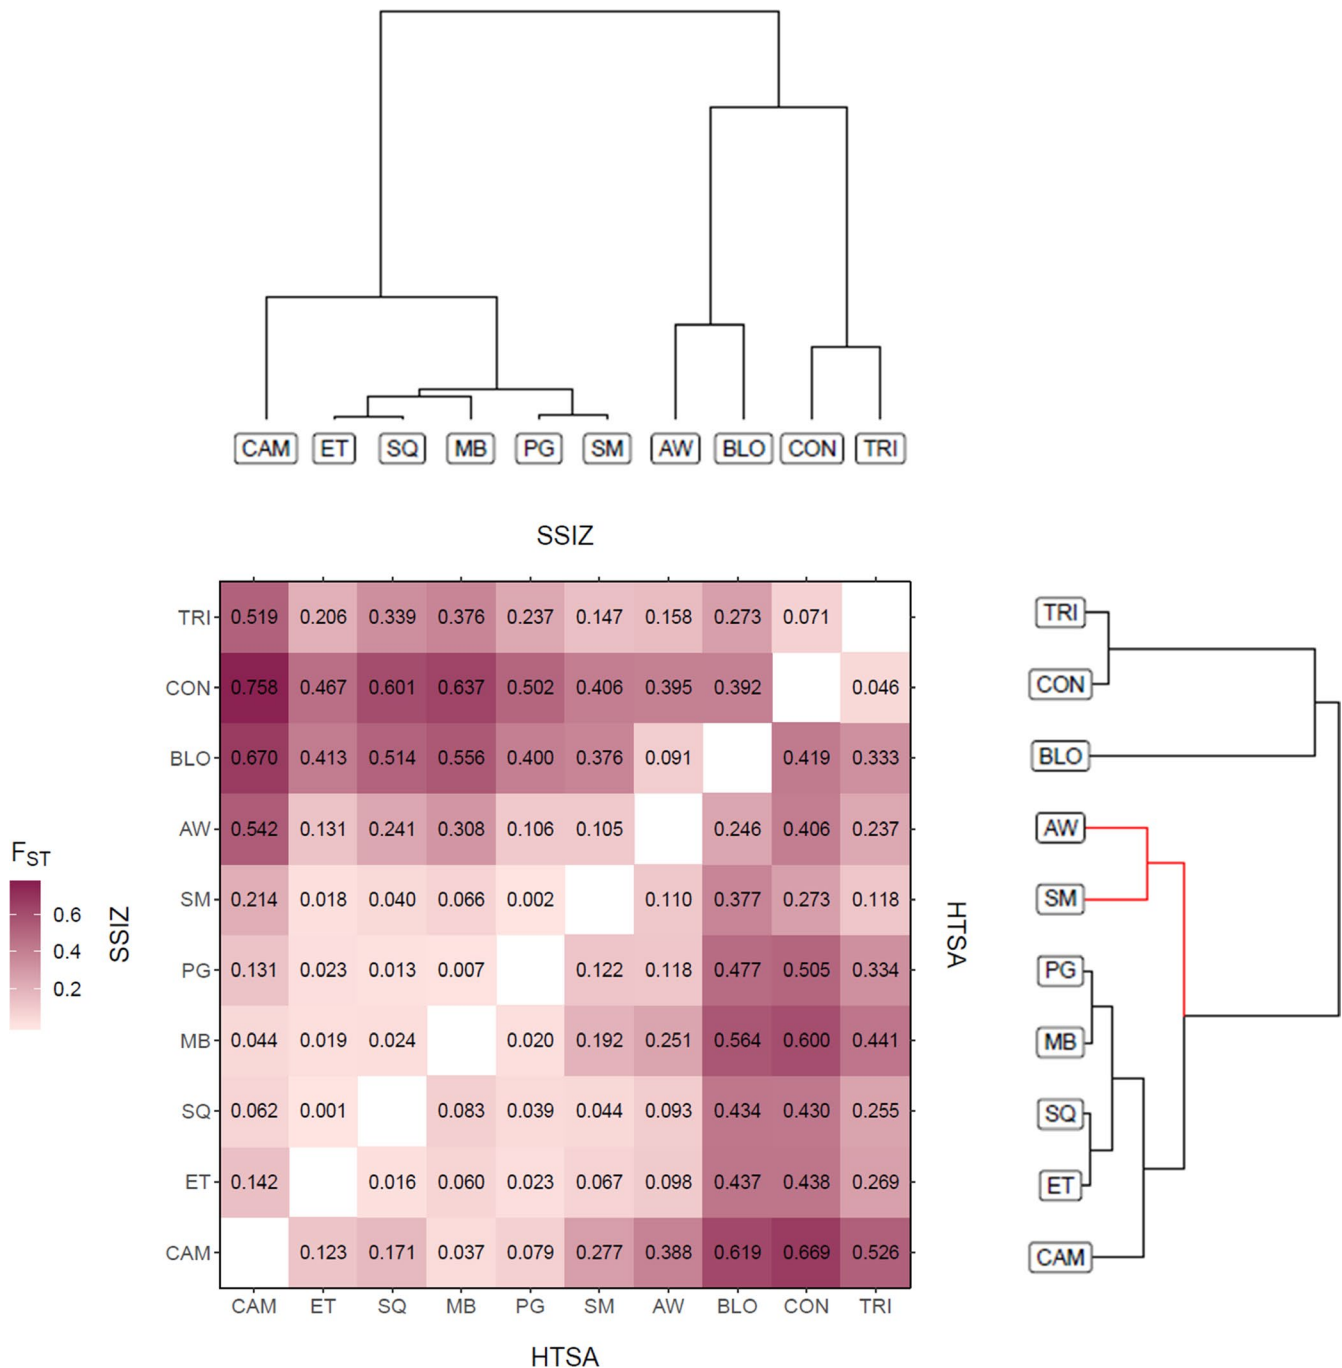 CAM ET SQ MB PG SM AW BLO CON TRI
SSIZ
TRI 0.519 0.206 0.339 0.376 0.237 0.147 0.158 0.273 0.071 TRI
CON 0.758 0.467 0.601 0.637 0.502 0.406 0.395 0.392 0.046 CON
BLO 0.670 0.413 0.514 0.556 0.400 0.376 0.091 0.419 0.333 BLO
AW 0.542 0.131 0.241 0.308 0.106 0.105 0.246 0.406 0.237 AW
SM 0.214 0.018 0.040 0.066 0.002 0.110 0.377 0.273 0.118 SM
PG 0.131 0.023 0.013 0.007 0.122 0.118 0.477 0.505 0.334 PG
MB 0.044 0.019 0.024 0.020 0.192 0.251 0.564 0.600 0.441 MB
SQ 0.062 0.001 0.083 0.039 0.044 0.093 0.434 0.430 0.255 SQ
ET 0.142 0.016 0.060 0.023 0.067 0.098 0.437 0.438 0.269 ET
CAM 0.123 0.171 0.037 0.079 0.277 0.388 0.619 0.669 0.526 CAM
CAM ET SQ MB PG SM AW BLO CON TRI
HTSA
FST
0.6
0.4
0.2
SSIZ
HTSA